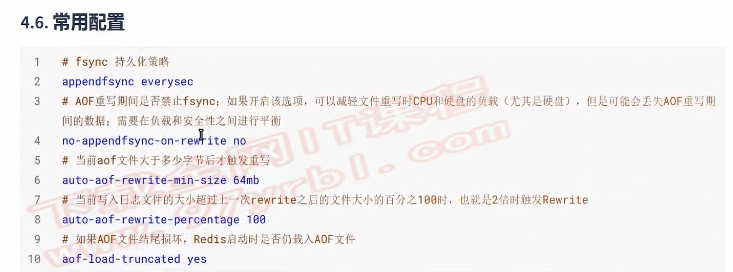 4.6. 常用配置
1 # fsync 持久化策略
2 appendfsync everysec
3 # AOF重写期间是否禁止fsync；如果开启该选项，可以减轻文件重写时CPU和硬盘的负载（尤其是硬盘），但是可能会丢失AOF重写期
间的数据；需要在负载和安全性之间进行平衡
4 no-appendfsync-on-rewrite no
5 # 当前aof文件大于多少字节后才触发重写
6 auto-aof-rewrite-min-size 64mb
7 # 当前写入日志文件的大小超过上一次rewrite之后的文件大小的百分之100时，也就是2倍时触发Rewrite
8 auto-aof-rewrite-percentage 100
9 # 如果AOF文件结尾损坏，Redis启动时是否仍载入AOF文件
10 aof-load-truncated yes